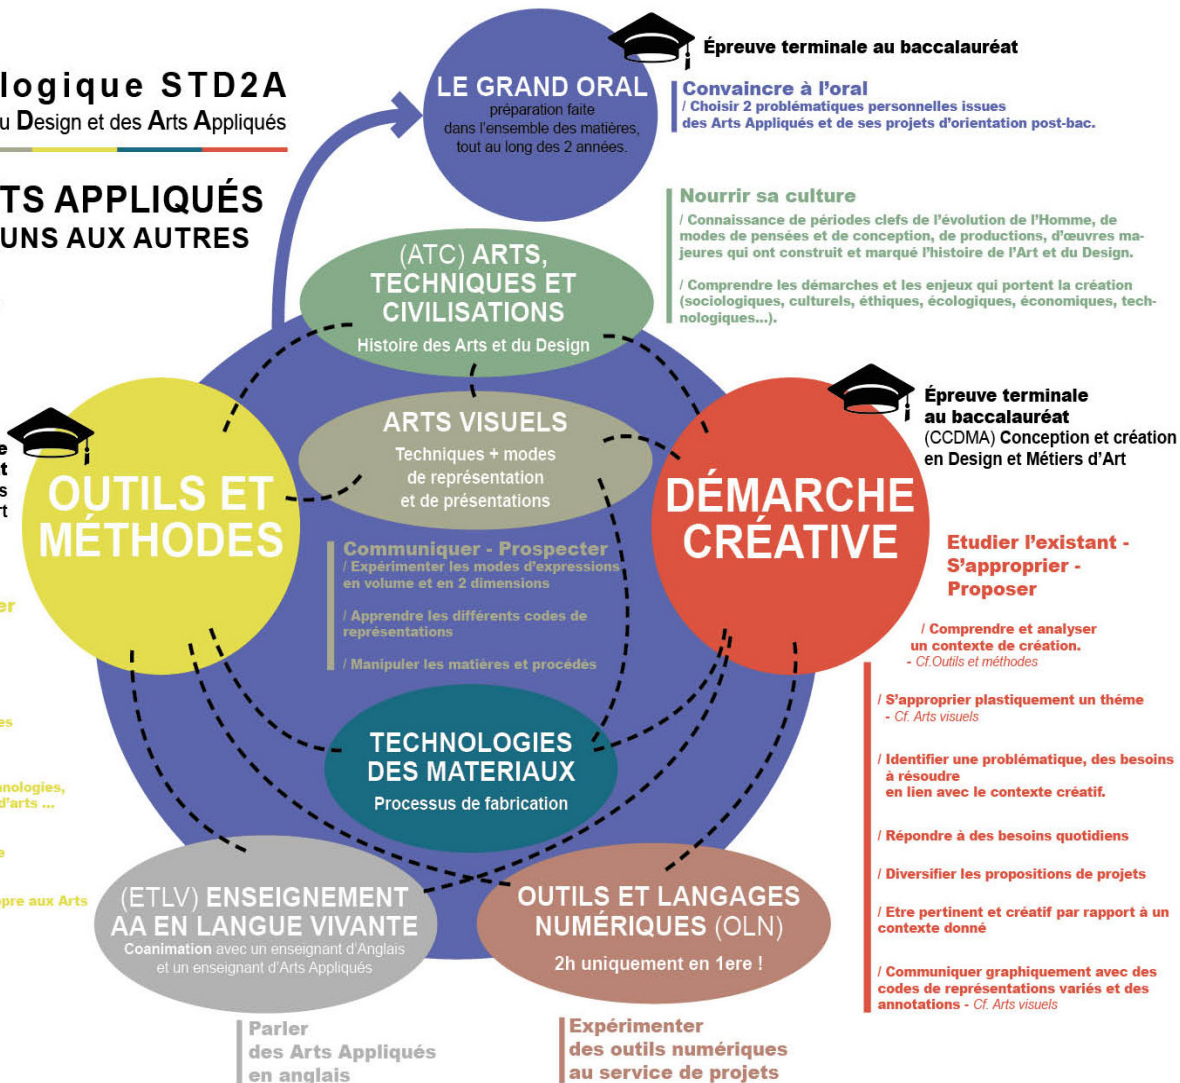 logique STD2A
u Design et des Arts Appliqués
TS APPLIQUÉS
UNS AUX AUTRES
LE GRAND ORAL
préparation faite
dans l'ensemble des matières,
tout au long des 2 années.
Épreuve terminale au baccalauréat
Convaincre à l'oral
/ Choisir 2 problématiques personnelles issues
des Arts Appliqués et de ses projets d'orientation post-bac.
(ATC) ARTS,
TECHNIQUES ET
CIVILISATIONS
Histoire des Arts et du Design
Nourrir sa culture
/ Connaissance de périodes clefs de l'évolution de l'Homme, de
modes de pensées et de conception, de productions, d'œuvres ma-
jeures qui ont construit et marqué l'histoire de l'Art et du Design.
/ Comprendre les démarches et les enjeux qui portent la création
(sociologiques, culturels, éthiques, écologiques, économiques, tech-
nologiques...).
ARTS VISUELS
Techniques + modes
de représentation
et de présentations
Communiquer - Prospecter
/ Expérimenter les modes d'expressions
en volume et en 2 dimensions
/ Apprendre les différents codes de
représentations
/ Manipuler les matières et procédés
e
t
s
rt
OUTILS ET
MÉTHODES
er
es
nnologies,
d'arts ...
e
opre aux Arts
DÉMARCHE
CRÉATIVE
Épreuve terminale
au baccalauréat
(CCDMA) Conception et création
en Design et Métiers d'Art
Etudier l'existant -
S'approprier -
Proposer
/ Comprendre et analyser
un contexte de création.
- Cf.Outils et méthodes
/ S'approprier plastiquement un théme
- Cf. Arts visuels
/ Identifier une problématique, des besoins
à résoudre
en lien avec le contexte créatif.
/ Répondre à des besoins quotidiens
/ Diversifier les propositions de projets
/ Etre pertinent et créatif par rapport à un
contexte donné
/ Communiquer graphiquement avec des
codes de représentations variés et des
annotations - Cf. Arts visuels
TECHNOLOGIES
DES MATERIAUX
Processus de fabrication
(ETLV) ENSEIGNEMENT
AA EN LANGUE VIVANTE
Coanimation avec un enseignant d'Anglais
et un enseignant d'Arts Appliqués
Parler
des Arts Appliqués
en anglais
OUTILS ET LANGAGES
NUMÉRIQUES (OLN)
2h uniquement en 1ere !
Expérimenter
des outils numériques
au service de projets